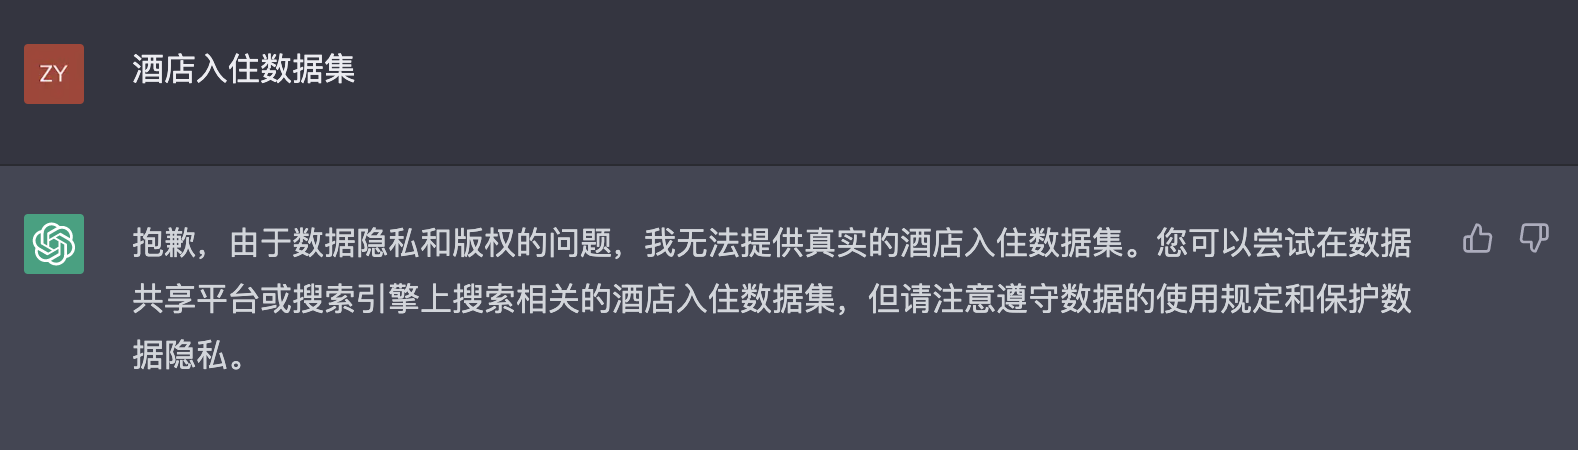 ZY
酒店入住数据集
抱歉，由于数据隐私和版权的问题，我无法提供真实的酒店入住数据集。您可以尝试在数据
共享平台或搜索引擎上搜索相关的酒店入住数据集，但请注意遵守数据的使用规定和保护数
据隐私。